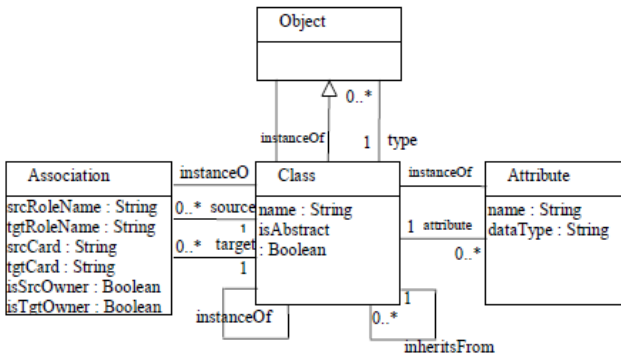 Object
0..*
instanceOf
1 type
Association
instanceO
Class
instanceOf
Attribute
srcRoleName : String
tgtRoleName : String
srcCard : String
tgtCard : String
isSrcOwner : Boolean
isTgtOwner : Boolean
0..* source
1
0..* target
1
name : String
isAbstract
: Boolean
1 attribute
0..*
name : String
dataType : String
instanceOf
1
0..*
inheritsFrom